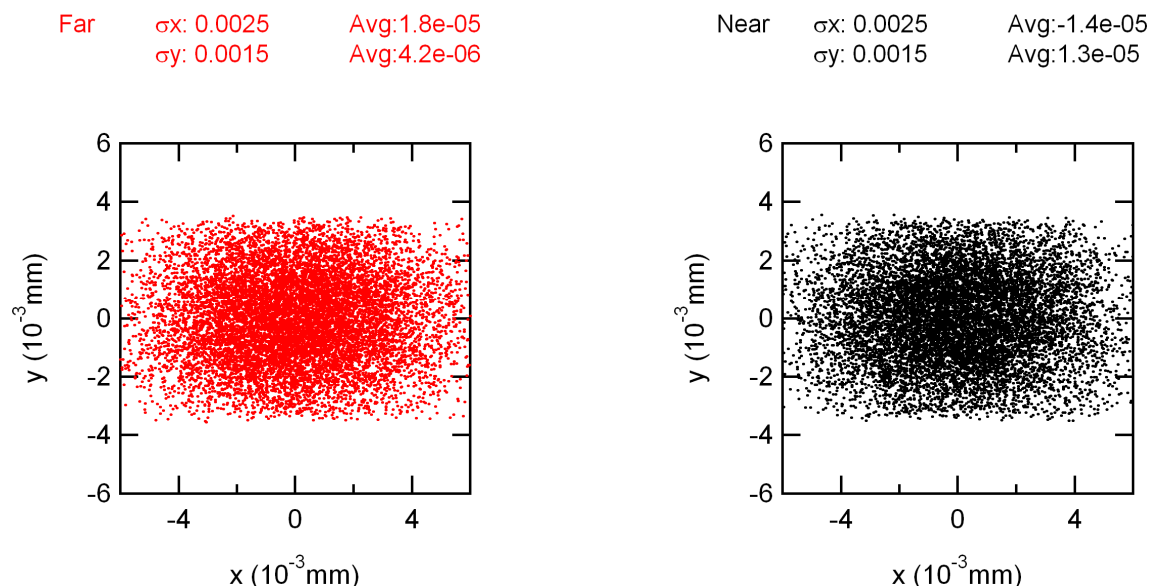 Far σx: 0.0025 Avg:1.8e-05
σy: 0.0015 Avg:4.2e-06
Near σx: 0.0025 Avg:-1.4e-05
σy: 0.0015 Avg:1.3e-05
6
4
2
0
-2
-4
-6
y (10⁻³mm)
-4 0 4
x (10⁻³mm)
6
4
2
0
-2
-4
-6
y (10⁻³mm)
-4 0 4
x (10⁻³mm)